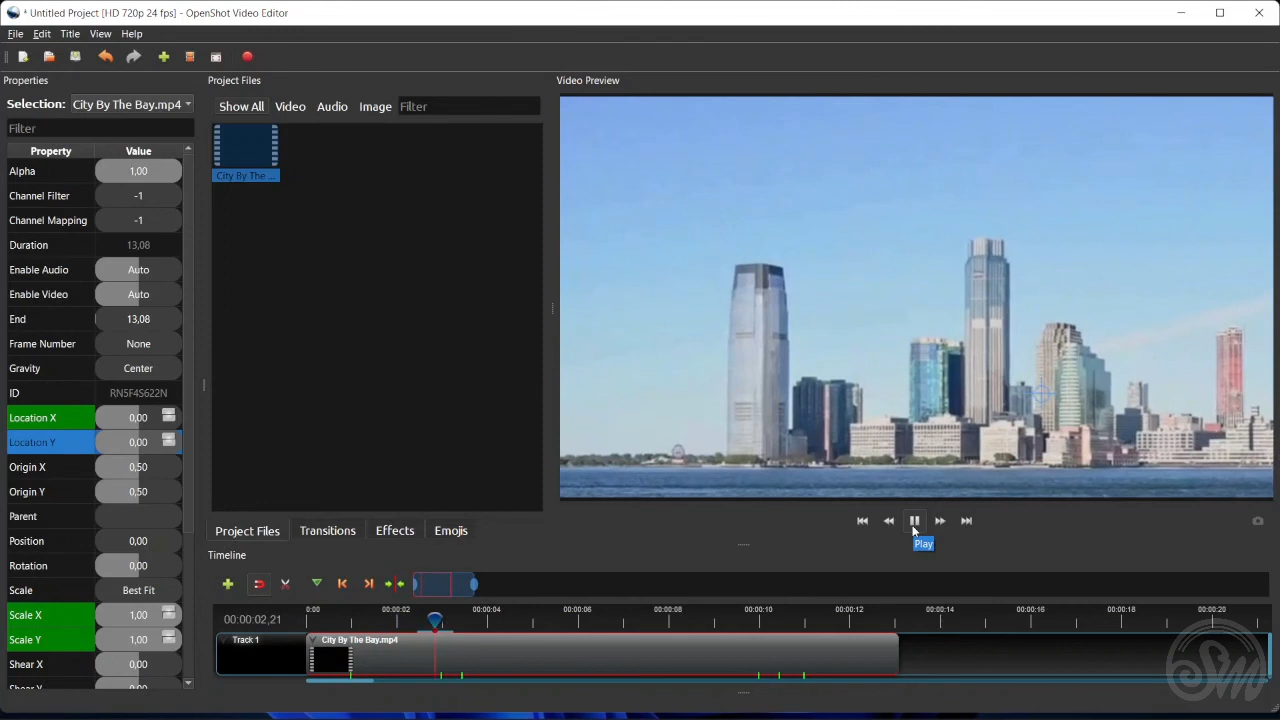 * Untitled Project [HD 720p 24 fps] - OpenShot Video Editor
File Edit Title View Help
Properties
Project Files
Video Preview
Selection: City By The Bay.mp4
Show All Video Audio Image Filter
Filter
Property Value
Alpha 1,00
Channel Filter -1
Channel Mapping -1
Duration 13,08
Enable Audio Auto
Enable Video Auto
End 13,08
Frame Number None
Gravity Center
ID RN5F4S622N
Location X 0,00
Location Y 0,00
Origin X 0,50
Origin Y 0,50
Parent
Position 0,00
Rotation 0,00
Scale Best Fit
Scale X 1,00
Scale Y 1,00
Shear X 0,00
Shear Y 0,00
City By The ...
Project Files Transitions Effects Emojis
Play
Timeline
00:00:02,21
0:00 00:00:02 00:00:04 00:00:06 00:00:08 00:00:10 00:00:12 00:00:14 00:00:16 00:00:18 00:00:20
Track 1 City By The Bay.mp4
SM